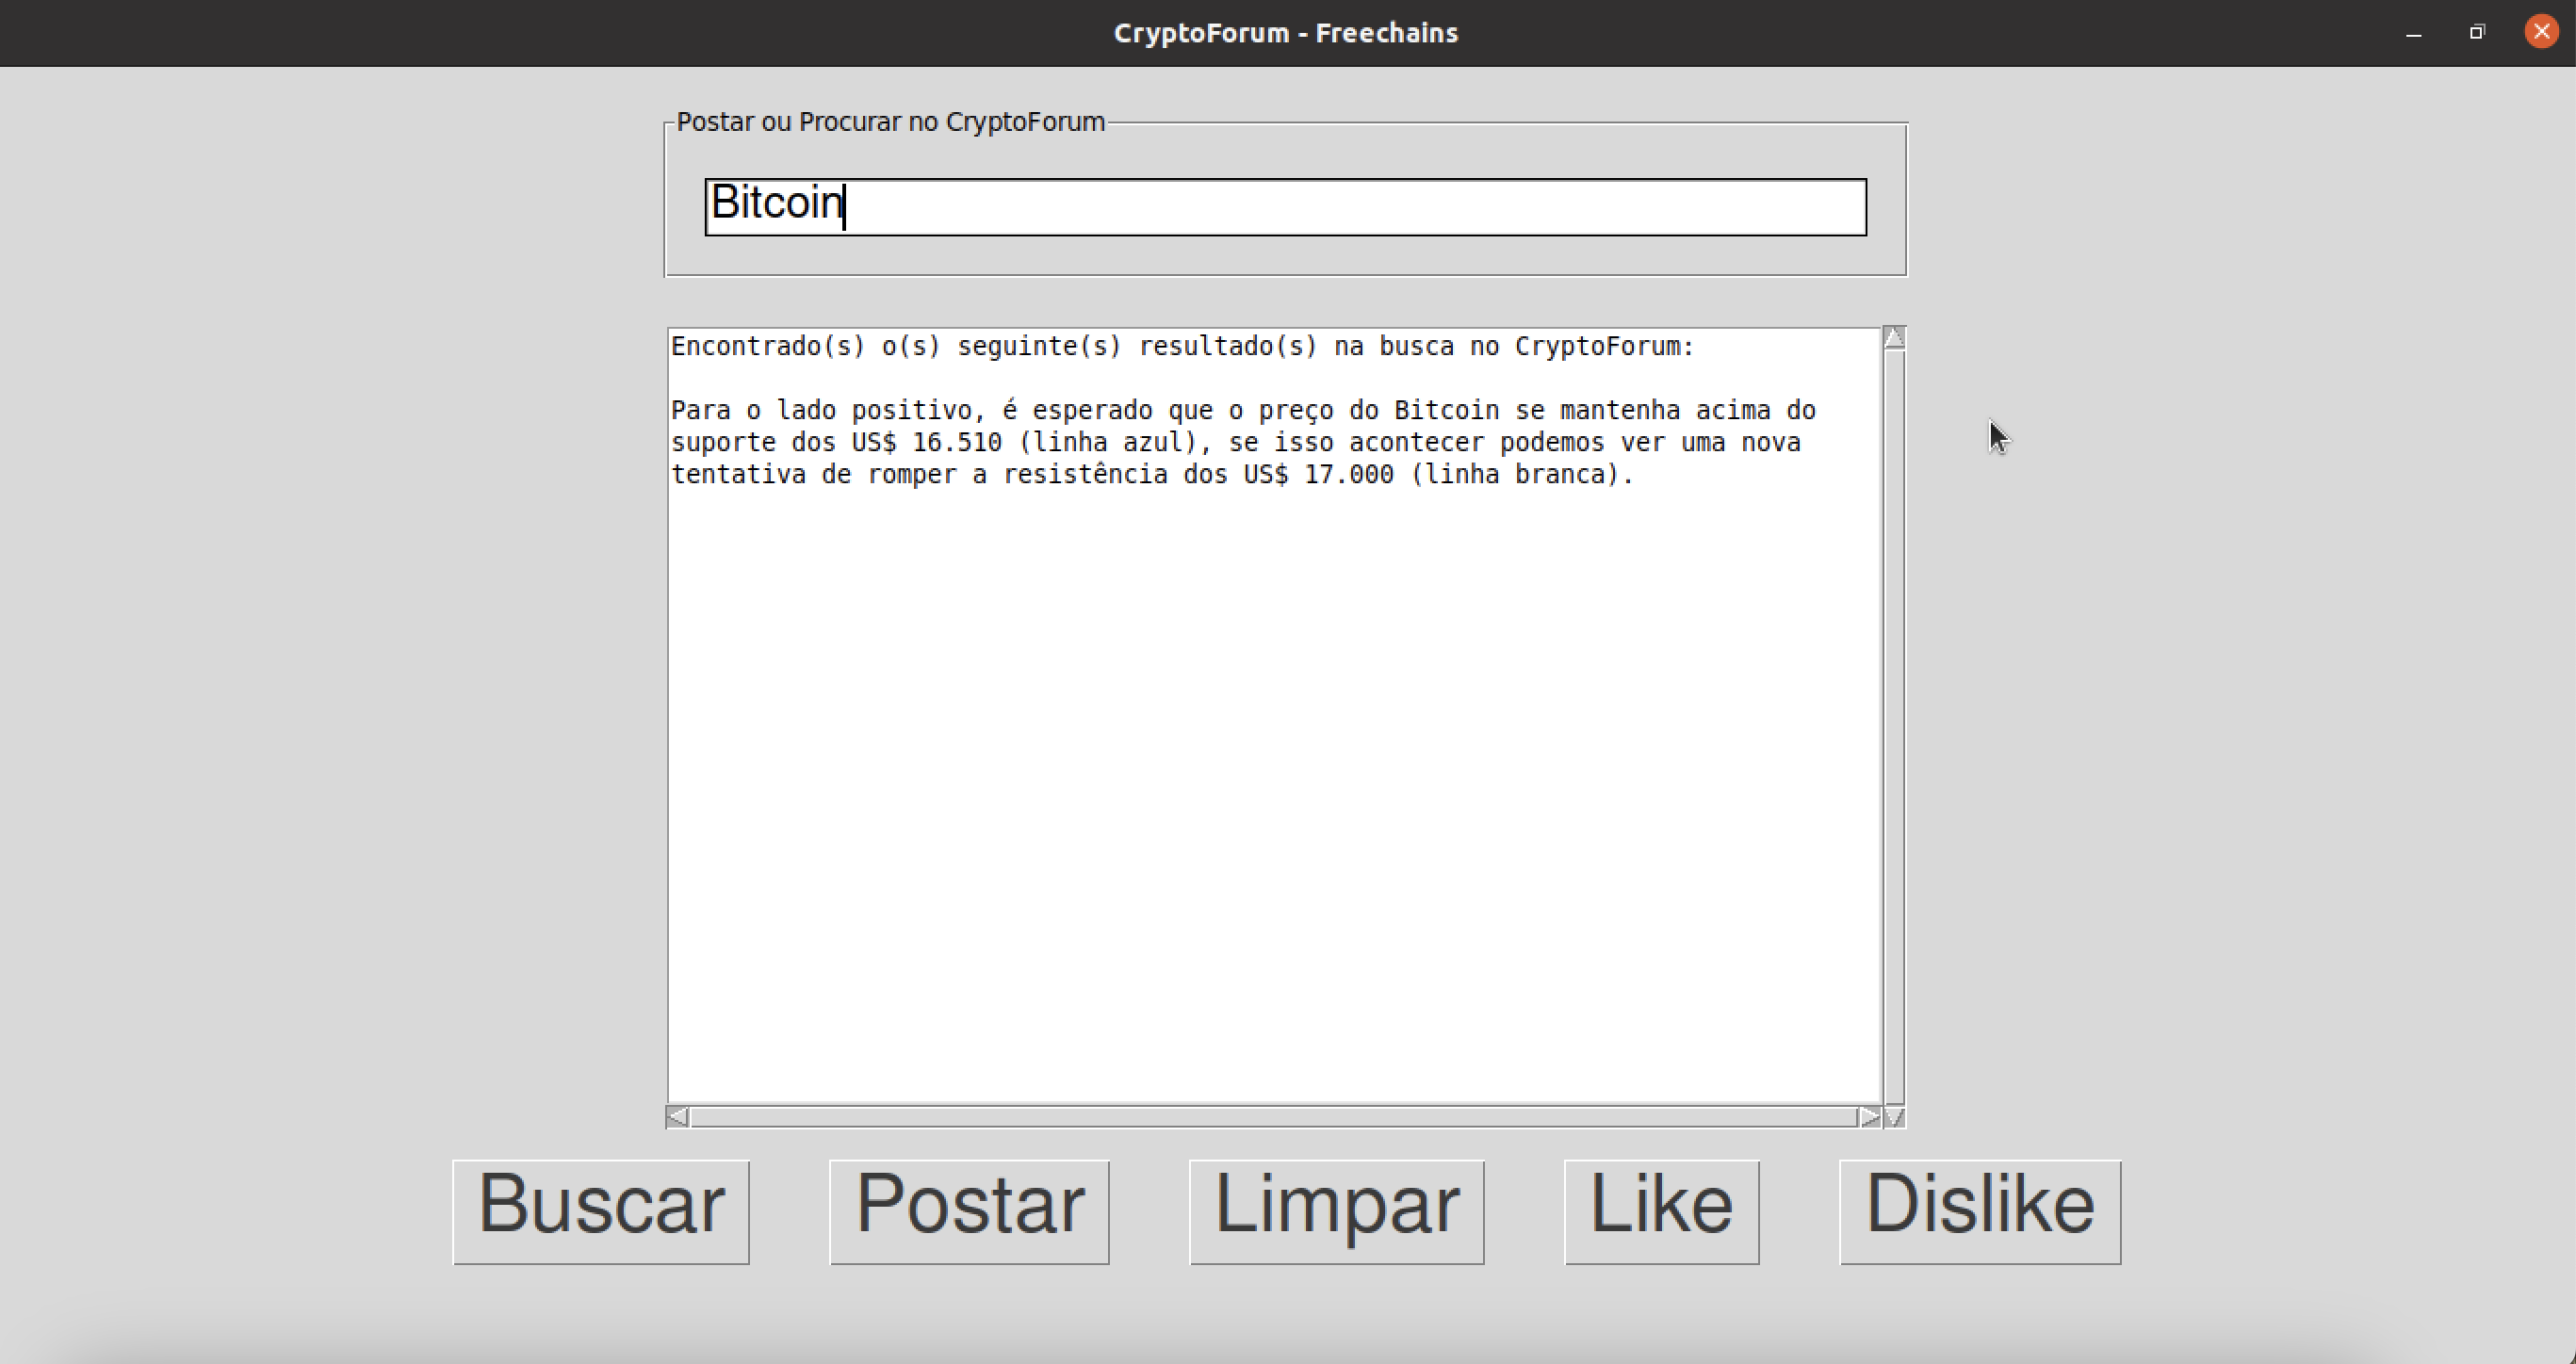 CryptoForum - Freechains
Postar ou Procurar no CryptoForum
Bitcoin
Encontrado(s) o(s) seguinte(s) resultado(s) na busca no CryptoForum:
Para o lado positivo, é esperado que o preço do Bitcoin se mantenha acima do
suporte dos US$ 16.510 (linha azul), se isso acontecer podemos ver uma nova
tentativa de romper a resistência dos US$ 17.000 (linha branca).
Buscar Postar Limpar Like Dislike